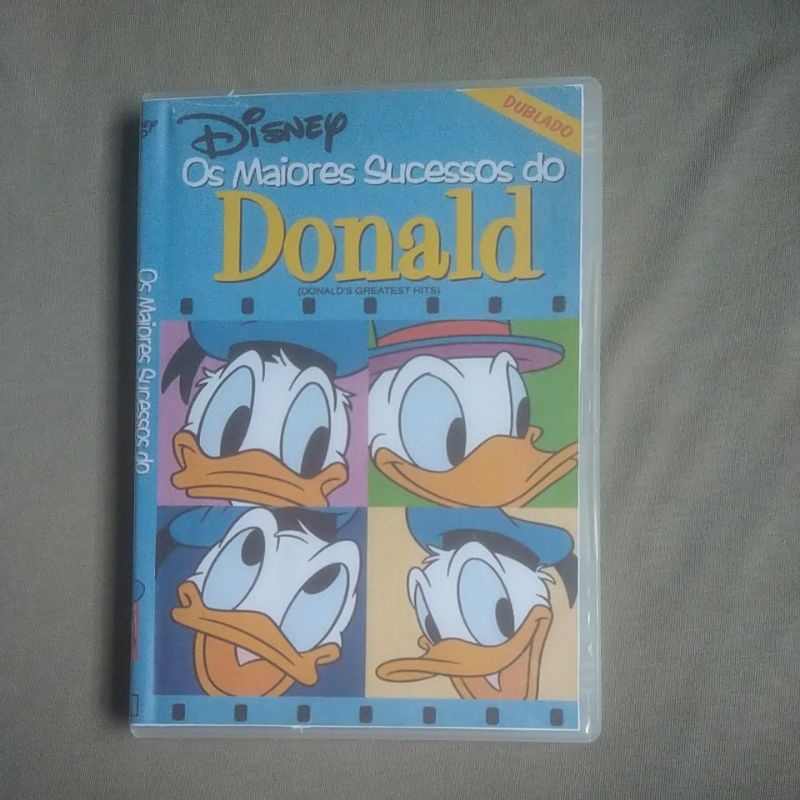 Disney
DUBLADO
Os Maiores Sucessos do
Donald
(DONALD'S GREATEST HITS)
Os Maiores Sucessos do